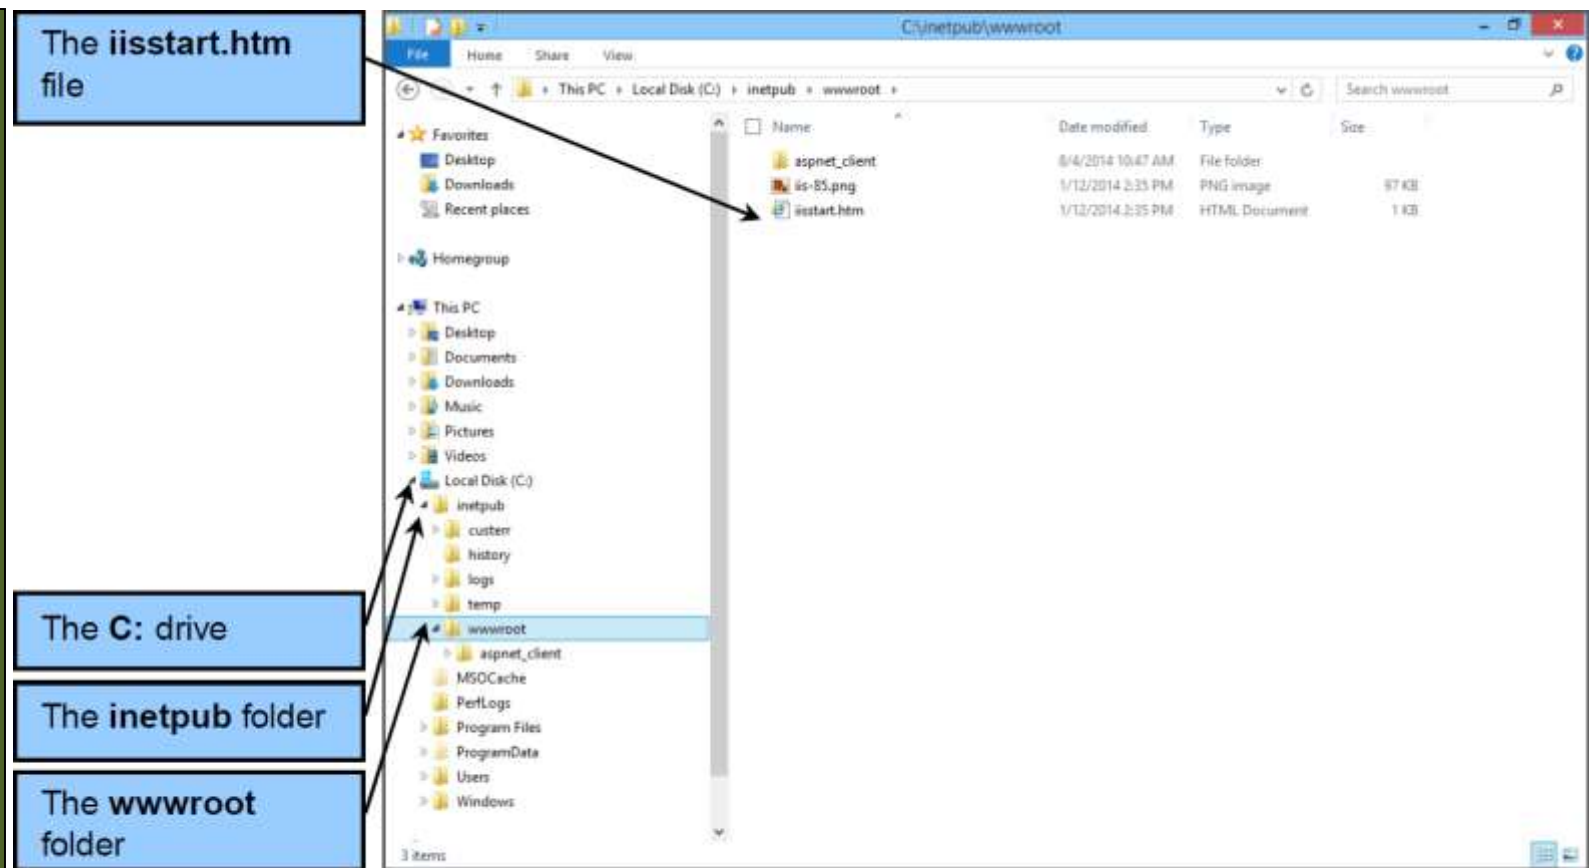 The iisstart.htm
file
The C: drive
The inetpub folder
The wwwroot
folder
C:\inetpub\wwwroot
File Home Share View
This PC Local Disk (C:) inetpub wwwroot
Search wwwroot
Favorites
Desktop
Downloads
Recent places
Homegroup
This PC
Desktop
Documents
Downloads
Music
Pictures
Videos
Local Disk (C:)
inetpub
custerr
history
logs
temp
wwwroot
aspnet_client
MSOCache
PerfLogs
Program Files
ProgramData
Users
Windows
Name Date modified Type Size
aspnet_client 8/4/2014 10:47 AM File folder
iis-85.png 1/12/2014 2:35 PM PNG image 97 KB
iisstart.htm 1/12/2014 2:35 PM HTML Document 1 KB
3 items